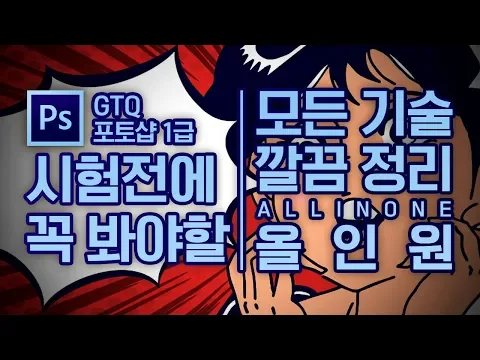 Ps
GTQ
포토샵 1급
시험전에
꼭 봐야할
모든 기술
깔끔 정리
ALLINONE
올인원